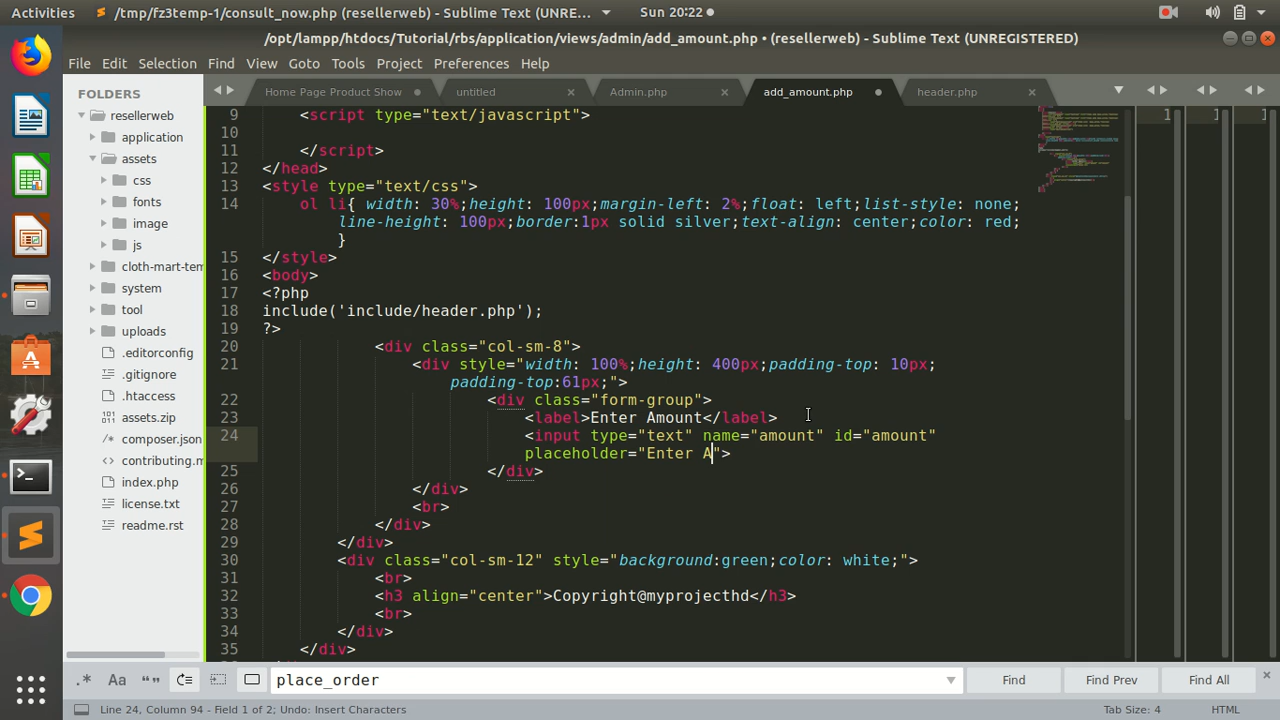 Activities
/tmp/fz3temp-1/consult_now.php (resellerweb) - Sublime Text (UNRE...
Sun 20:22
/opt/lampp/htdocs/Tutorial/rbs/application/views/admin/add_amount.php • (resellerweb) - Sublime Text (UNREGISTERED)
File Edit Selection Find View Goto Tools Project Preferences Help
FOLDERS
resellerweb
application
assets
css
fonts
image
js
cloth-mart-tem
system
tool
uploads
.editorconfig
.gitignore
.htaccess
assets.zip
composer.json
contributing.m
index.php
license.txt
readme.rst
Home Page Product Show
untitled
Admin.php
add_amount.php
header.php
9 <script type="text/javascript">
10
11 </script>
12 </head>
13 <style type="text/css">
14 ol li{ width: 30%;height: 100px;margin-left: 2%;float: left;list-style: none;
line-height: 100px;border:1px solid silver;text-align: center;color: red;
}
15 </style>
16 <body>
17 <?php
18 include('include/header.php');
19 ?>
20 <div class="col-sm-8">
21 <div style="width: 100%;height: 400px;padding-top: 10px;
padding-top:61px;">
22 <div class="form-group">
23 <label>Enter Amount</label>
24 <input type="text" name="amount" id="amount"
placeholder="Enter A">
25 </div>
26 </div>
27 <br>
28 </div>
29 </div>
30 <div class="col-sm-12" style="background:green;color: white;">
31 <br>
32 <h3 align="center">Copyright@myprojecthd</h3>
33 <br>
34 </div>
35 </div>
1 1 1
.* Aa “”
place_order
Find
Find Prev
Find All
Line 24, Column 94 - Field 1 of 2; Undo: Insert Characters
Tab Size: 4
HTML